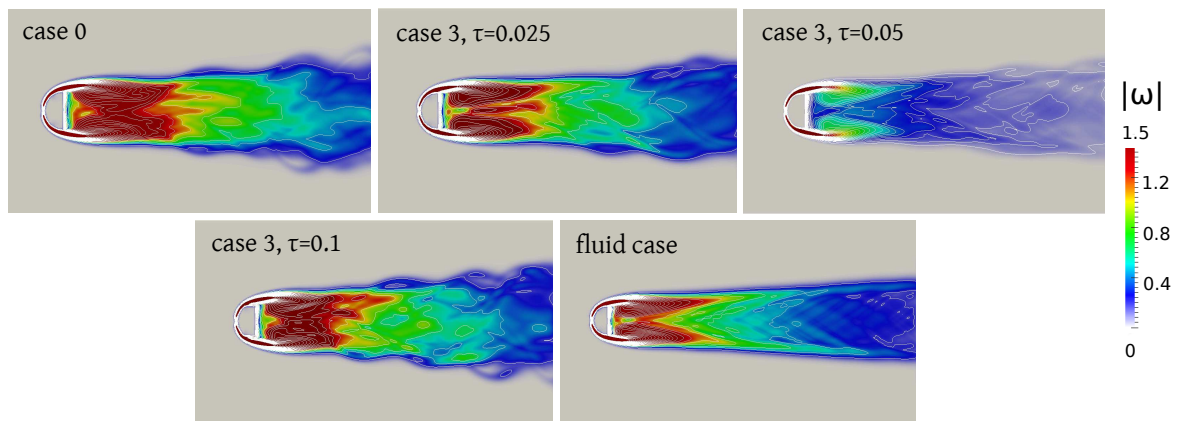 case 0
case 3, τ=0.025
case 3, τ=0.05
|ω|
1.5
1.2
0.8
0.4
0
case 3, τ=0.1
fluid case